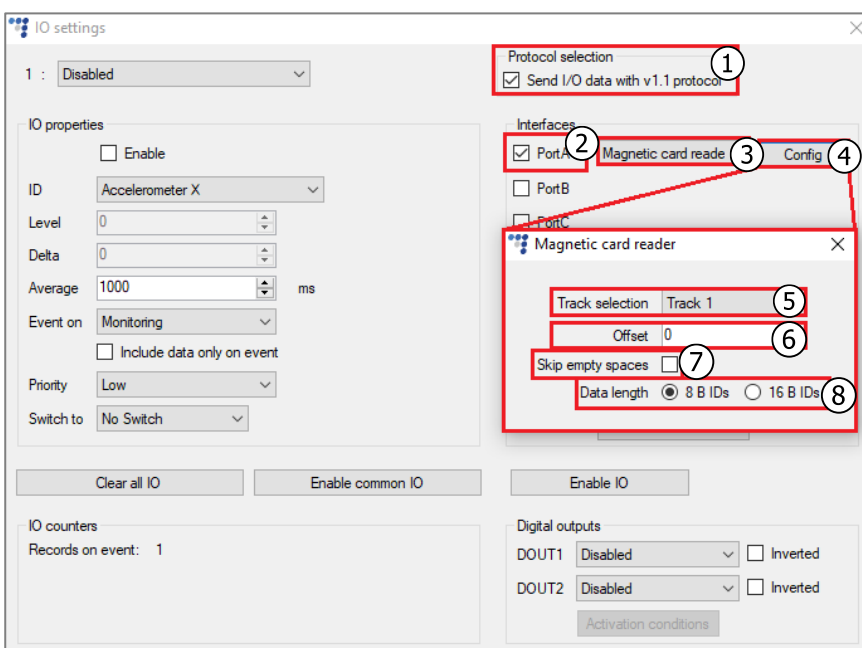 IO settings
1 : Disabled
Protocol selection
1
Send I/O data with v1.1 protocol
IO properties
Enable
ID Accelerometer X
Level 0
Delta 0
Average 1000 ms
Event on Monitoring
Include data only on event
Priority Low
Switch to No Switch
Interfaces
PortA 2 Magnetic card reade 3 Config 4
PortB
PortC
Magnetic card reader
Track selection Track 1 5
Offset 0 6
Skip empty spaces 7
Data length 8 B IDs 16 B IDs 8
Clear all IO Enable common IO Enable IO
IO counters
Records on event: 1
Digital outputs
DOUT1 Disabled Inverted
DOUT2 Disabled Inverted
Activation conditions